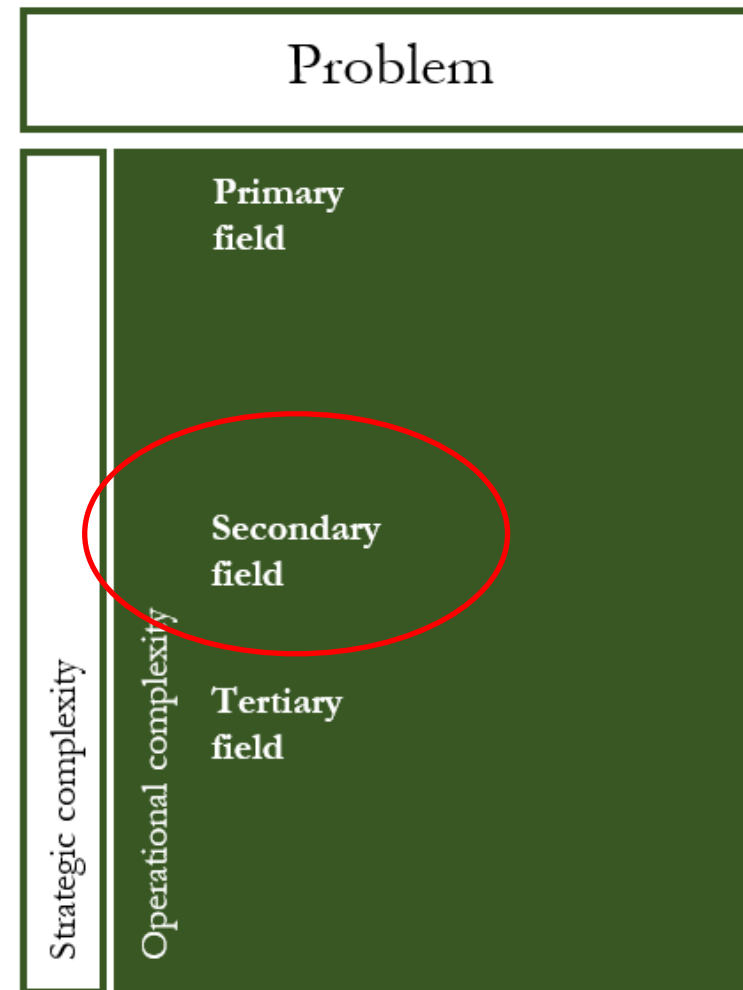 Problem
Primary
field
Secondary
field
Tertiary
field
Strategic complexity
Operational complexity